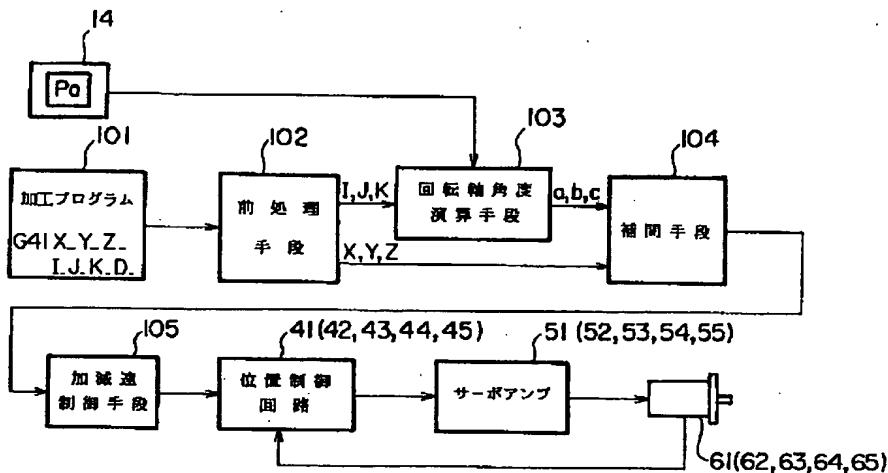 14
Pa
101
102
103
104
加工プログラム
G41X_Y_Z_
I_J_K_D_
前処理
手段
I,J,K
X,Y,Z
回転軸角度
演算手段
a,b,c
補間手段
105
41(42,43,44,45)
51(52,53,54,55)
加減速
制御手段
位置制御
回路
サーボアンプ
61(62,63,64,65)